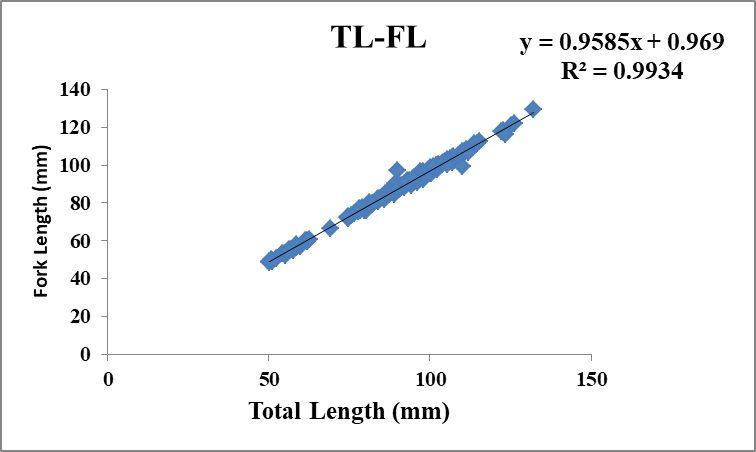 TL-FL
y = 0.9585x + 0.969
R² = 0.9934
Fork Length (mm)
140
120
100
80
60
40
20
0
0 50 100 150
Total Length (mm)